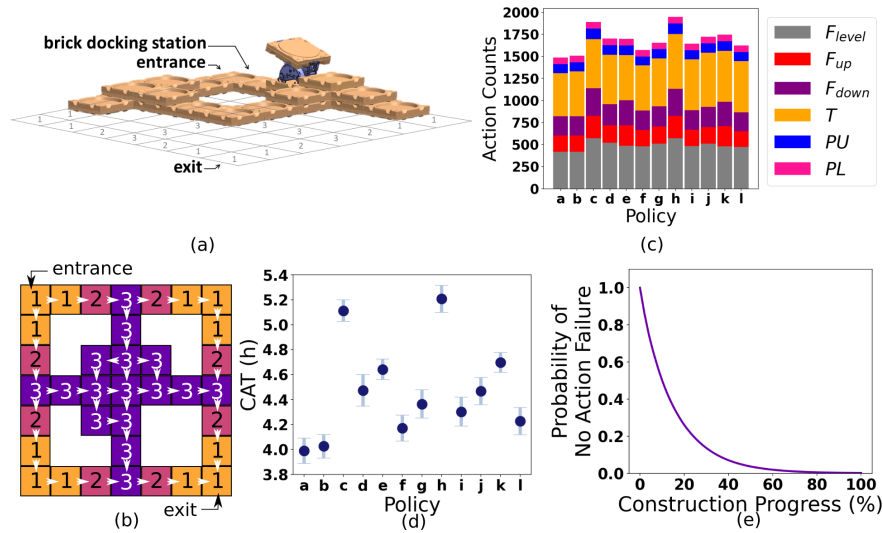 brick docking station
entrance
exit
1
1
2
3
2
1
1
1
2
3
2
1
1
(a)
Action Counts
2000
1750
1500
1250
1000
750
500
250
0
a b c d e f g h i j k l
Policy
(c)
F_level
F_up
F_down
T
PU
PL
entrance
1 1 2 3 2 1 1
1 3 1
2 3 3 3 2
3 3 3 3 3 3 3
2 3 3 2
1 3 1
1 1 2 3 2 1 1
exit
(b)
CAT (h)
5.4
5.2
5.0
4.8
4.6
4.4
4.2
4.0
3.8
a b c d e f g h i j k l
Policy
(d)
Probability of
No Action Failure
1.0
0.8
0.6
0.4
0.2
0.0
0 20 40 60 80 100
Construction Progress (%)
(e)